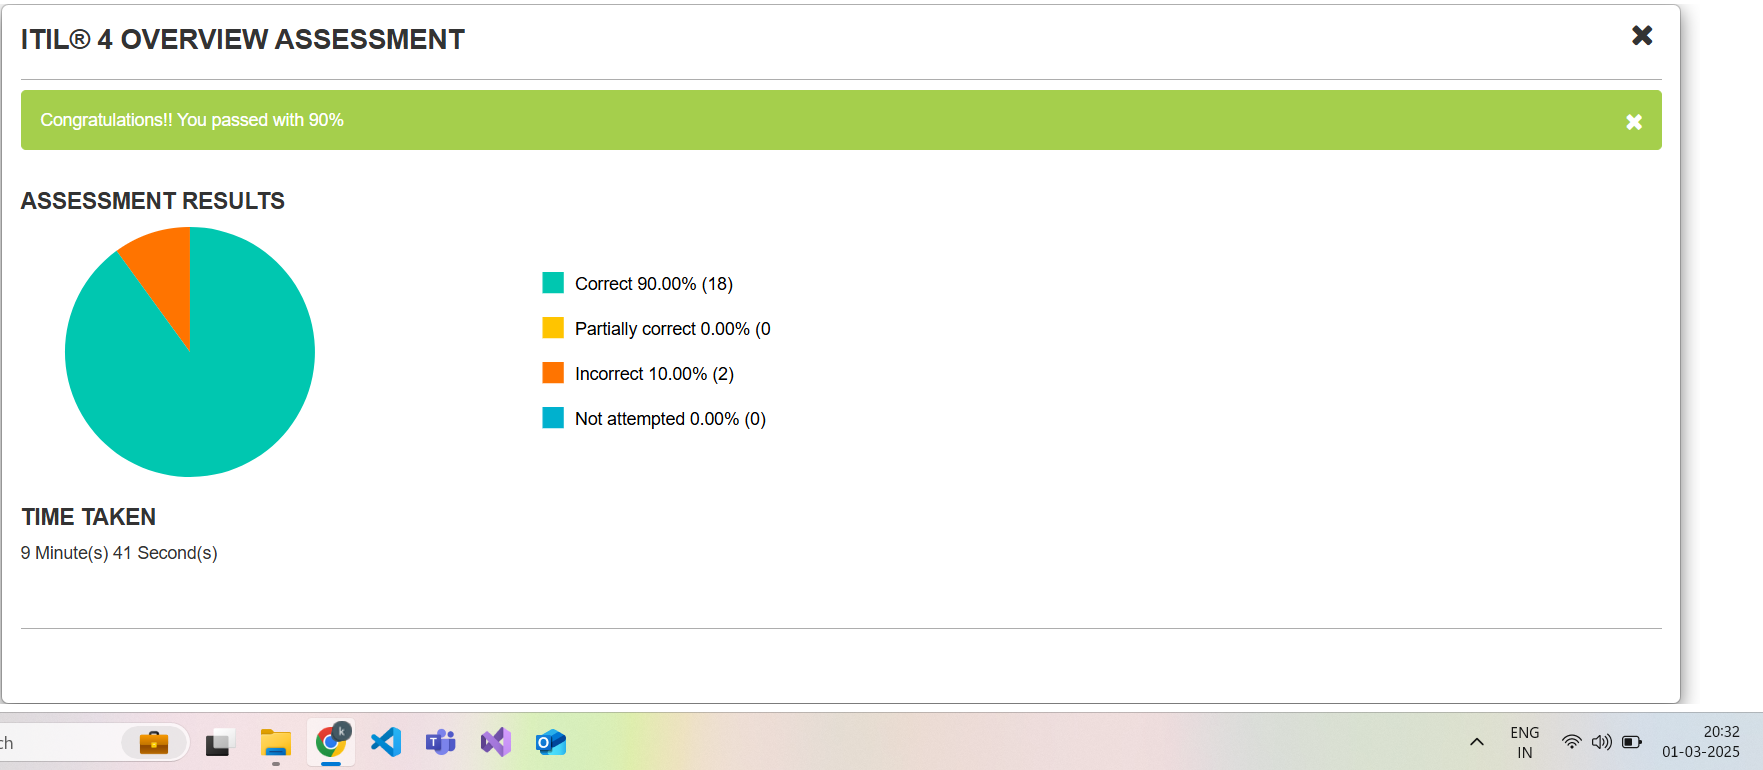 ITIL® 4 OVERVIEW ASSESSMENT
Congratulations!! You passed with 90%
ASSESSMENT RESULTS
Correct 90.00% (18)
Partially correct 0.00% (0
Incorrect 10.00% (2)
Not attempted 0.00% (0)
TIME TAKEN
9 Minute(s) 41 Second(s)
ch
k
T
O
ENG
IN
20:32
01-03-2025